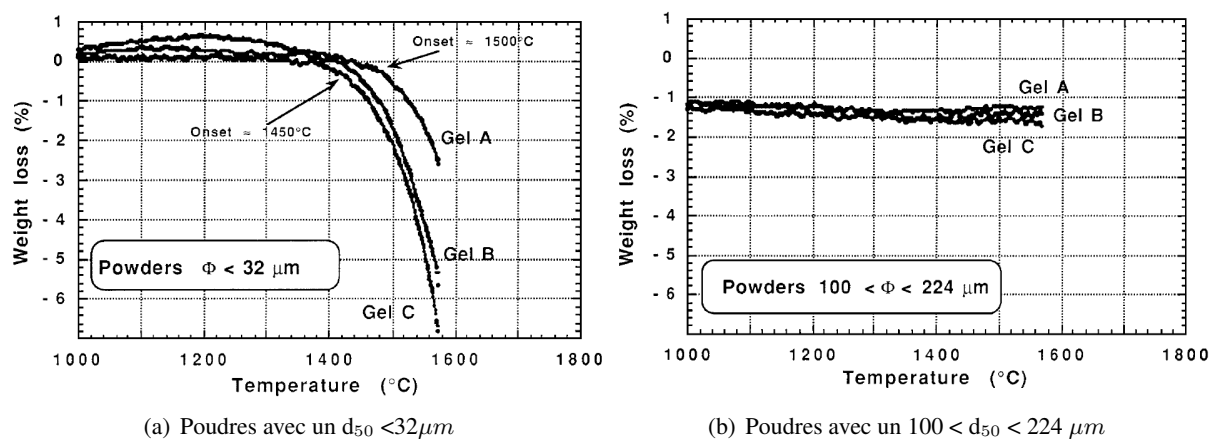 1
0
- 1
- 2
- 3
- 4
- 5
- 6
Weight loss (%)
Onset ≈ 1500°C
Onset ≈ 1450°C
Gel A
Gel B
Gel C
Powders Φ < 32 μm
1000 1200 1400 1600 1800
Temperature (°C)
(a) Poudres avec un d₅₀ <32μm
1
0
- 1
- 2
- 3
- 4
- 5
- 6
Weight loss (%)
Gel A
Gel B
Gel C
Powders 100 < Φ < 224 μm
1000 1200 1400 1600 1800
Temperature (°C)
(b) Poudres avec un 100 < d₅₀ < 224 μm